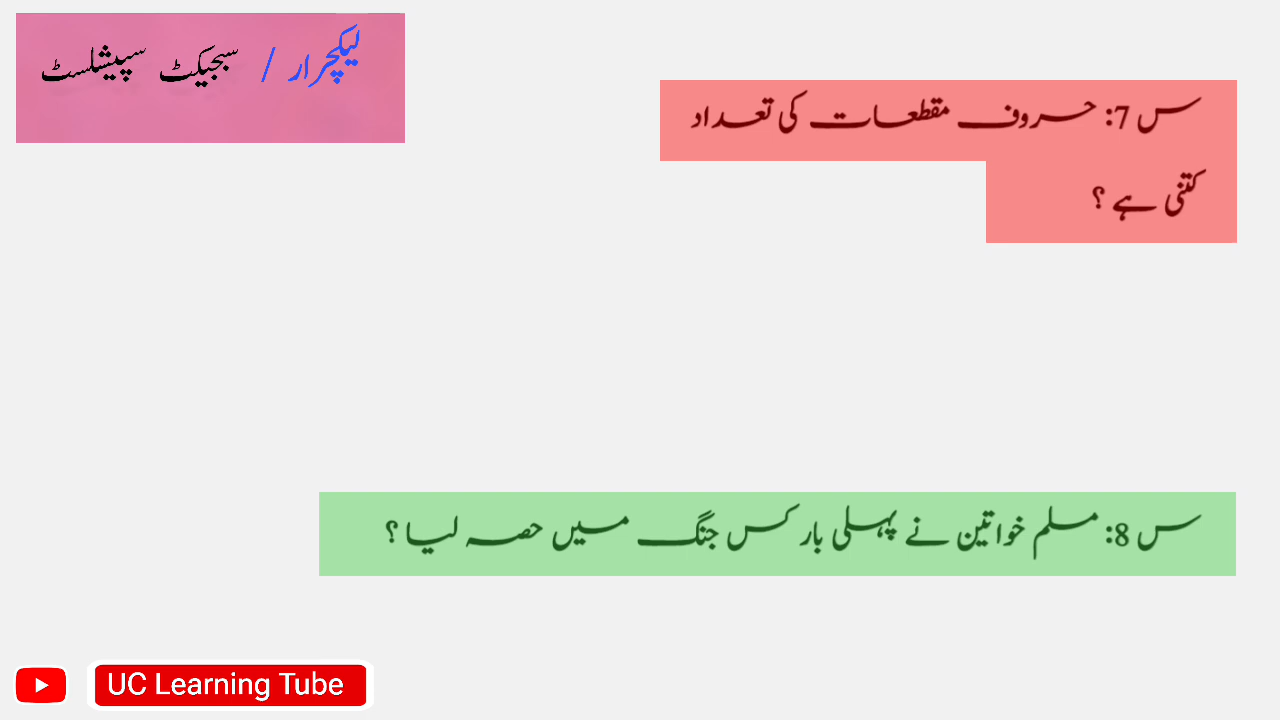 لیکچرار / سبجیکٹ سپیشلسٹ
س 7: حروف مقطعات کی تعداد
کتنی ہے ؟
س 8: مسلم خواتین نے پہلی بار کس جنگ میں حصہ لیا ؟
UC Learning Tube